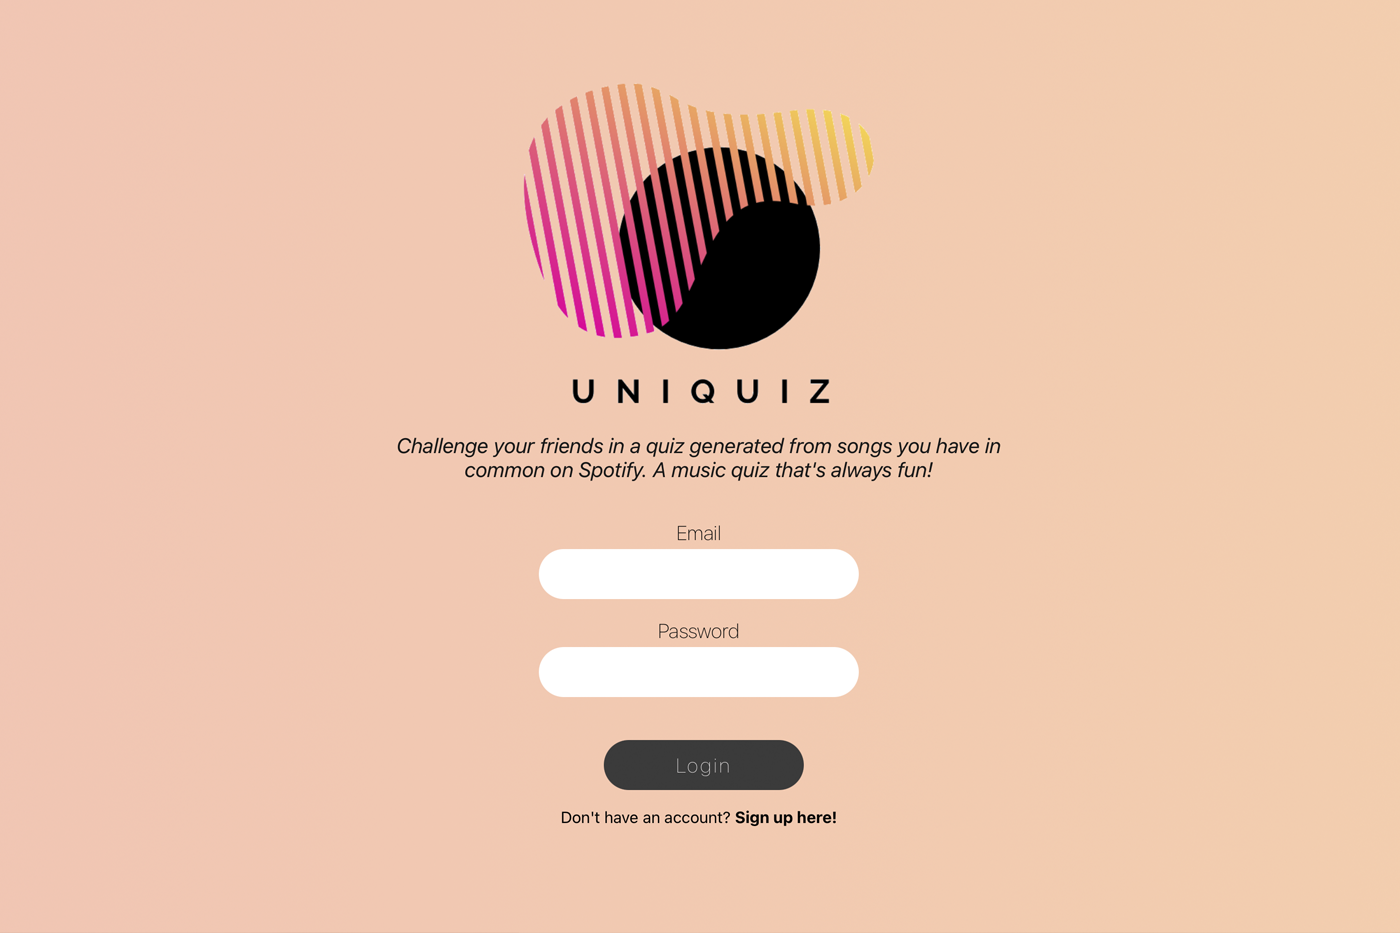 UNIQUIZ
Challenge your friends in a quiz generated from songs you have in
common on Spotify. A music quiz that's always fun!
Email
Password
Login
Don't have an account? Sign up here!